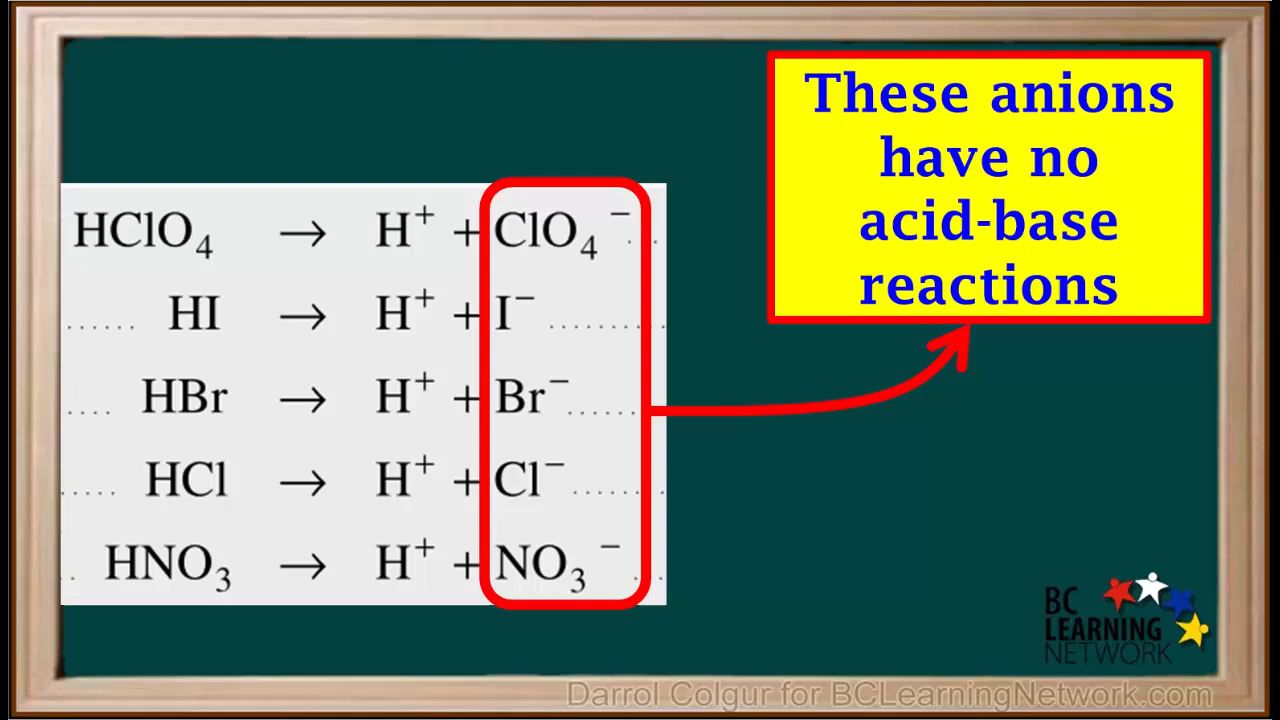 These anions
have no
acid-base
reactions
HClO₄ → H⁺ + ClO₄⁻ . .
...... HI → H⁺ + I⁻ ..........
.... HBr → H⁺ + Br⁻ ......
..... HCl → H⁺ + Cl⁻ ........
.. HNO₃ → H⁺ + NO₃⁻ ...
BC
LEARNING
NETWORK
Darrol Colgur for BCLearningNetwork.com